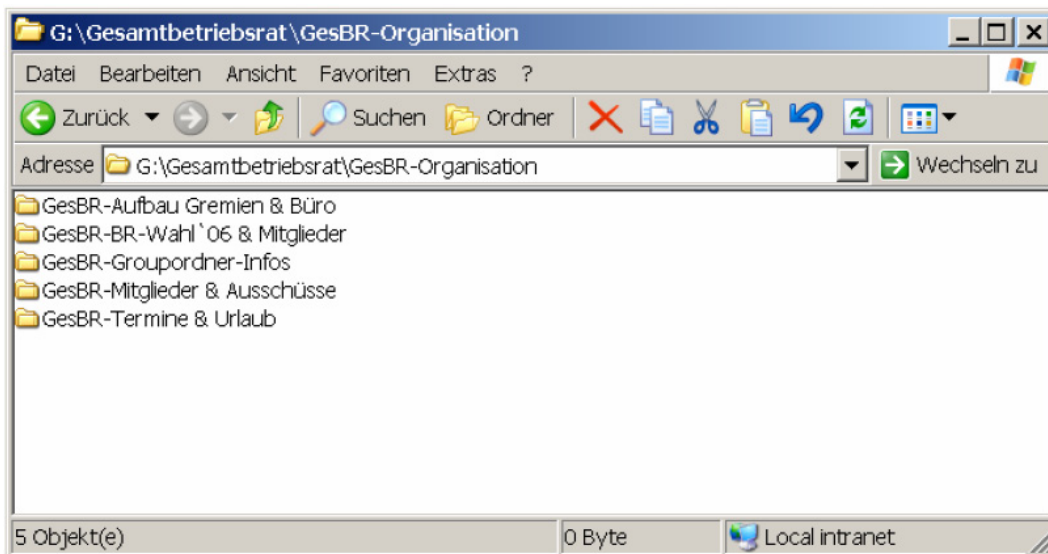 G:\Gesamtbetriebsrat\GesBR-Organisation
Datei Bearbeiten Ansicht Favoriten Extras ?
Zurück Suchen Ordner
Adresse G:\Gesamtbetriebsrat\GesBR-Organisation Wechseln zu
GesBR-Aufbau Gremien & Büro
GesBR-BR-Wahl`06 & Mitglieder
GesBR-Groupordner-Infos
GesBR-Mitglieder & Ausschüsse
GesBR-Termine & Urlaub
5 Objekt(e) 0 Byte Local intranet